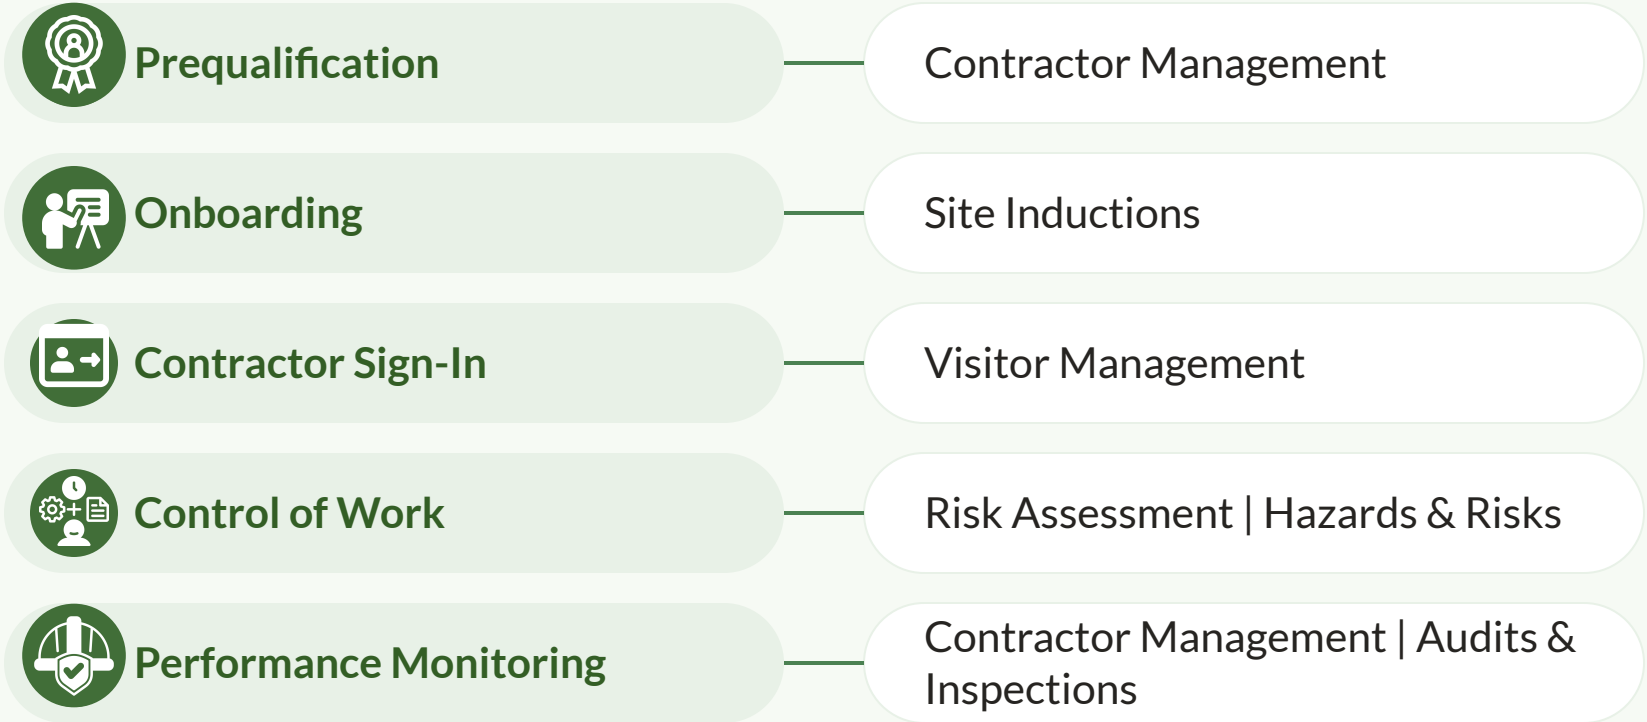 Prequalification
Contractor Management
Onboarding
Site Inductions
Contractor Sign-In
Visitor Management
Control of Work
Risk Assessment | Hazards & Risks
Performance Monitoring
Contractor Management | Audits &
Inspections